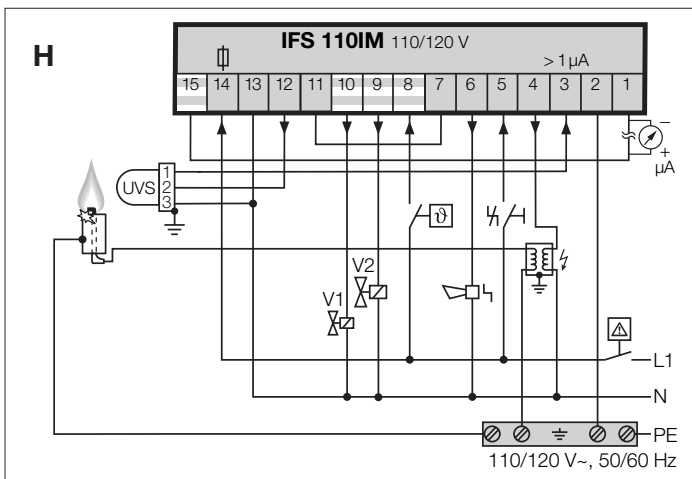 H
IFS 110IM 110/120 V
> 1 µA
15 14 13 12 11 10 9 8 7 6 5 4 3 2 1
−
+
µA
UVS
1
2
3
ϑ
V2
V1
L1
N
PE
110/120 V~, 50/60 Hz